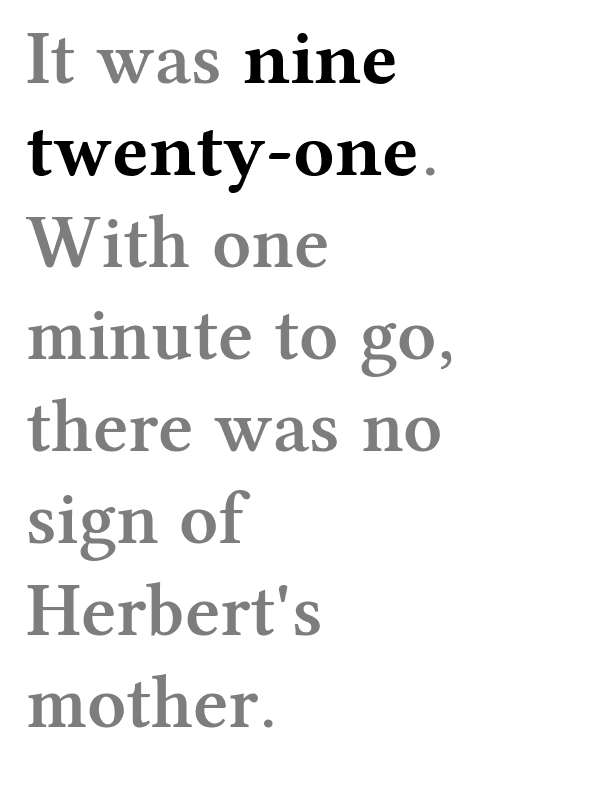 It was nine
twenty-one.
With one
minute to go,
there was no
sign of
Herbert's
mother.